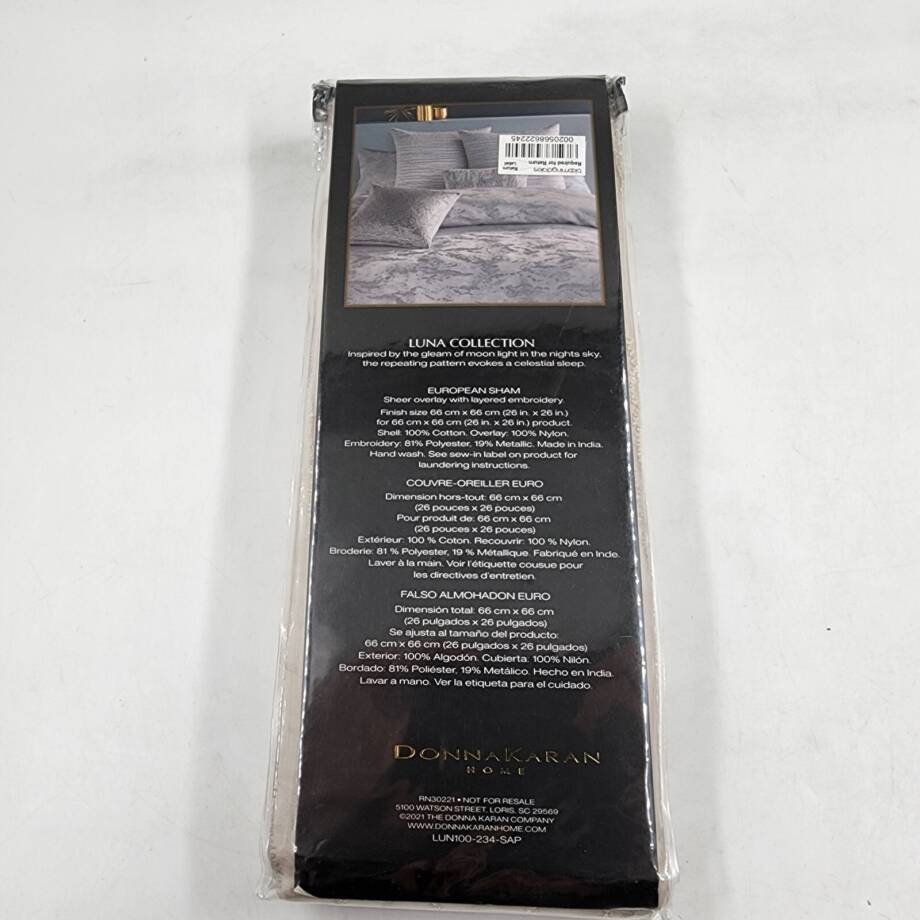 bloomingdales Return
Required for Return Label
0020568622245
LUNA COLLECTION
Inspired by the gleam of moon light in the nights sky,
the repeating pattern evokes a celestial sleep.
EUROPEAN SHAM
Sheer overlay with layered embroidery.
Finish size 66 cm x 66 cm (26 in. x 26 in.)
for 66 cm x 66 cm (26 in. x 26 in.) product.
Shell: 100% Cotton. Overlay: 100% Nylon.
Embroidery: 81% Polyester, 19% Metallic. Made in India.
Hand wash. See sew-in label on product for
laundering instructions.
COUVRE-OREILLER EURO
Dimension hors-tout: 66 cm x 66 cm
(26 pouces x 26 pouces)
Pour produit de: 66 cm x 66 cm
(26 pouces x 26 pouces)
Extérieur: 100 % Coton. Recouvrir: 100 % Nylon.
Broderie: 81 % Polyester, 19 % Métallique. Fabriqué en Inde.
Laver à la main. Voir l'étiquette cousue pour
les directives d'entretien.
FALSO ALMOHADON EURO
Dimensión total: 66 cm x 66 cm
(26 pulgados x 26 pulgados)
Se ajusta al tamaño del producto:
66 cm x 66 cm (26 pulgados x 26 pulgados)
Exterior: 100% Algodón. Cubierta: 100% Nilón.
Bordado: 81% Poliéster, 19% Metálico. Hecho en India.
Lavar a mano. Ver la etiqueta para el cuidado.
DONNAKARAN
HOME
RN30221 • NOT FOR RESALE
5100 WATSON STREET, LORIS, SC 29569
©2021 THE DONNA KARAN COMPANY
WWW.DONNAKARANHOME.COM
LUN100-234-SAP